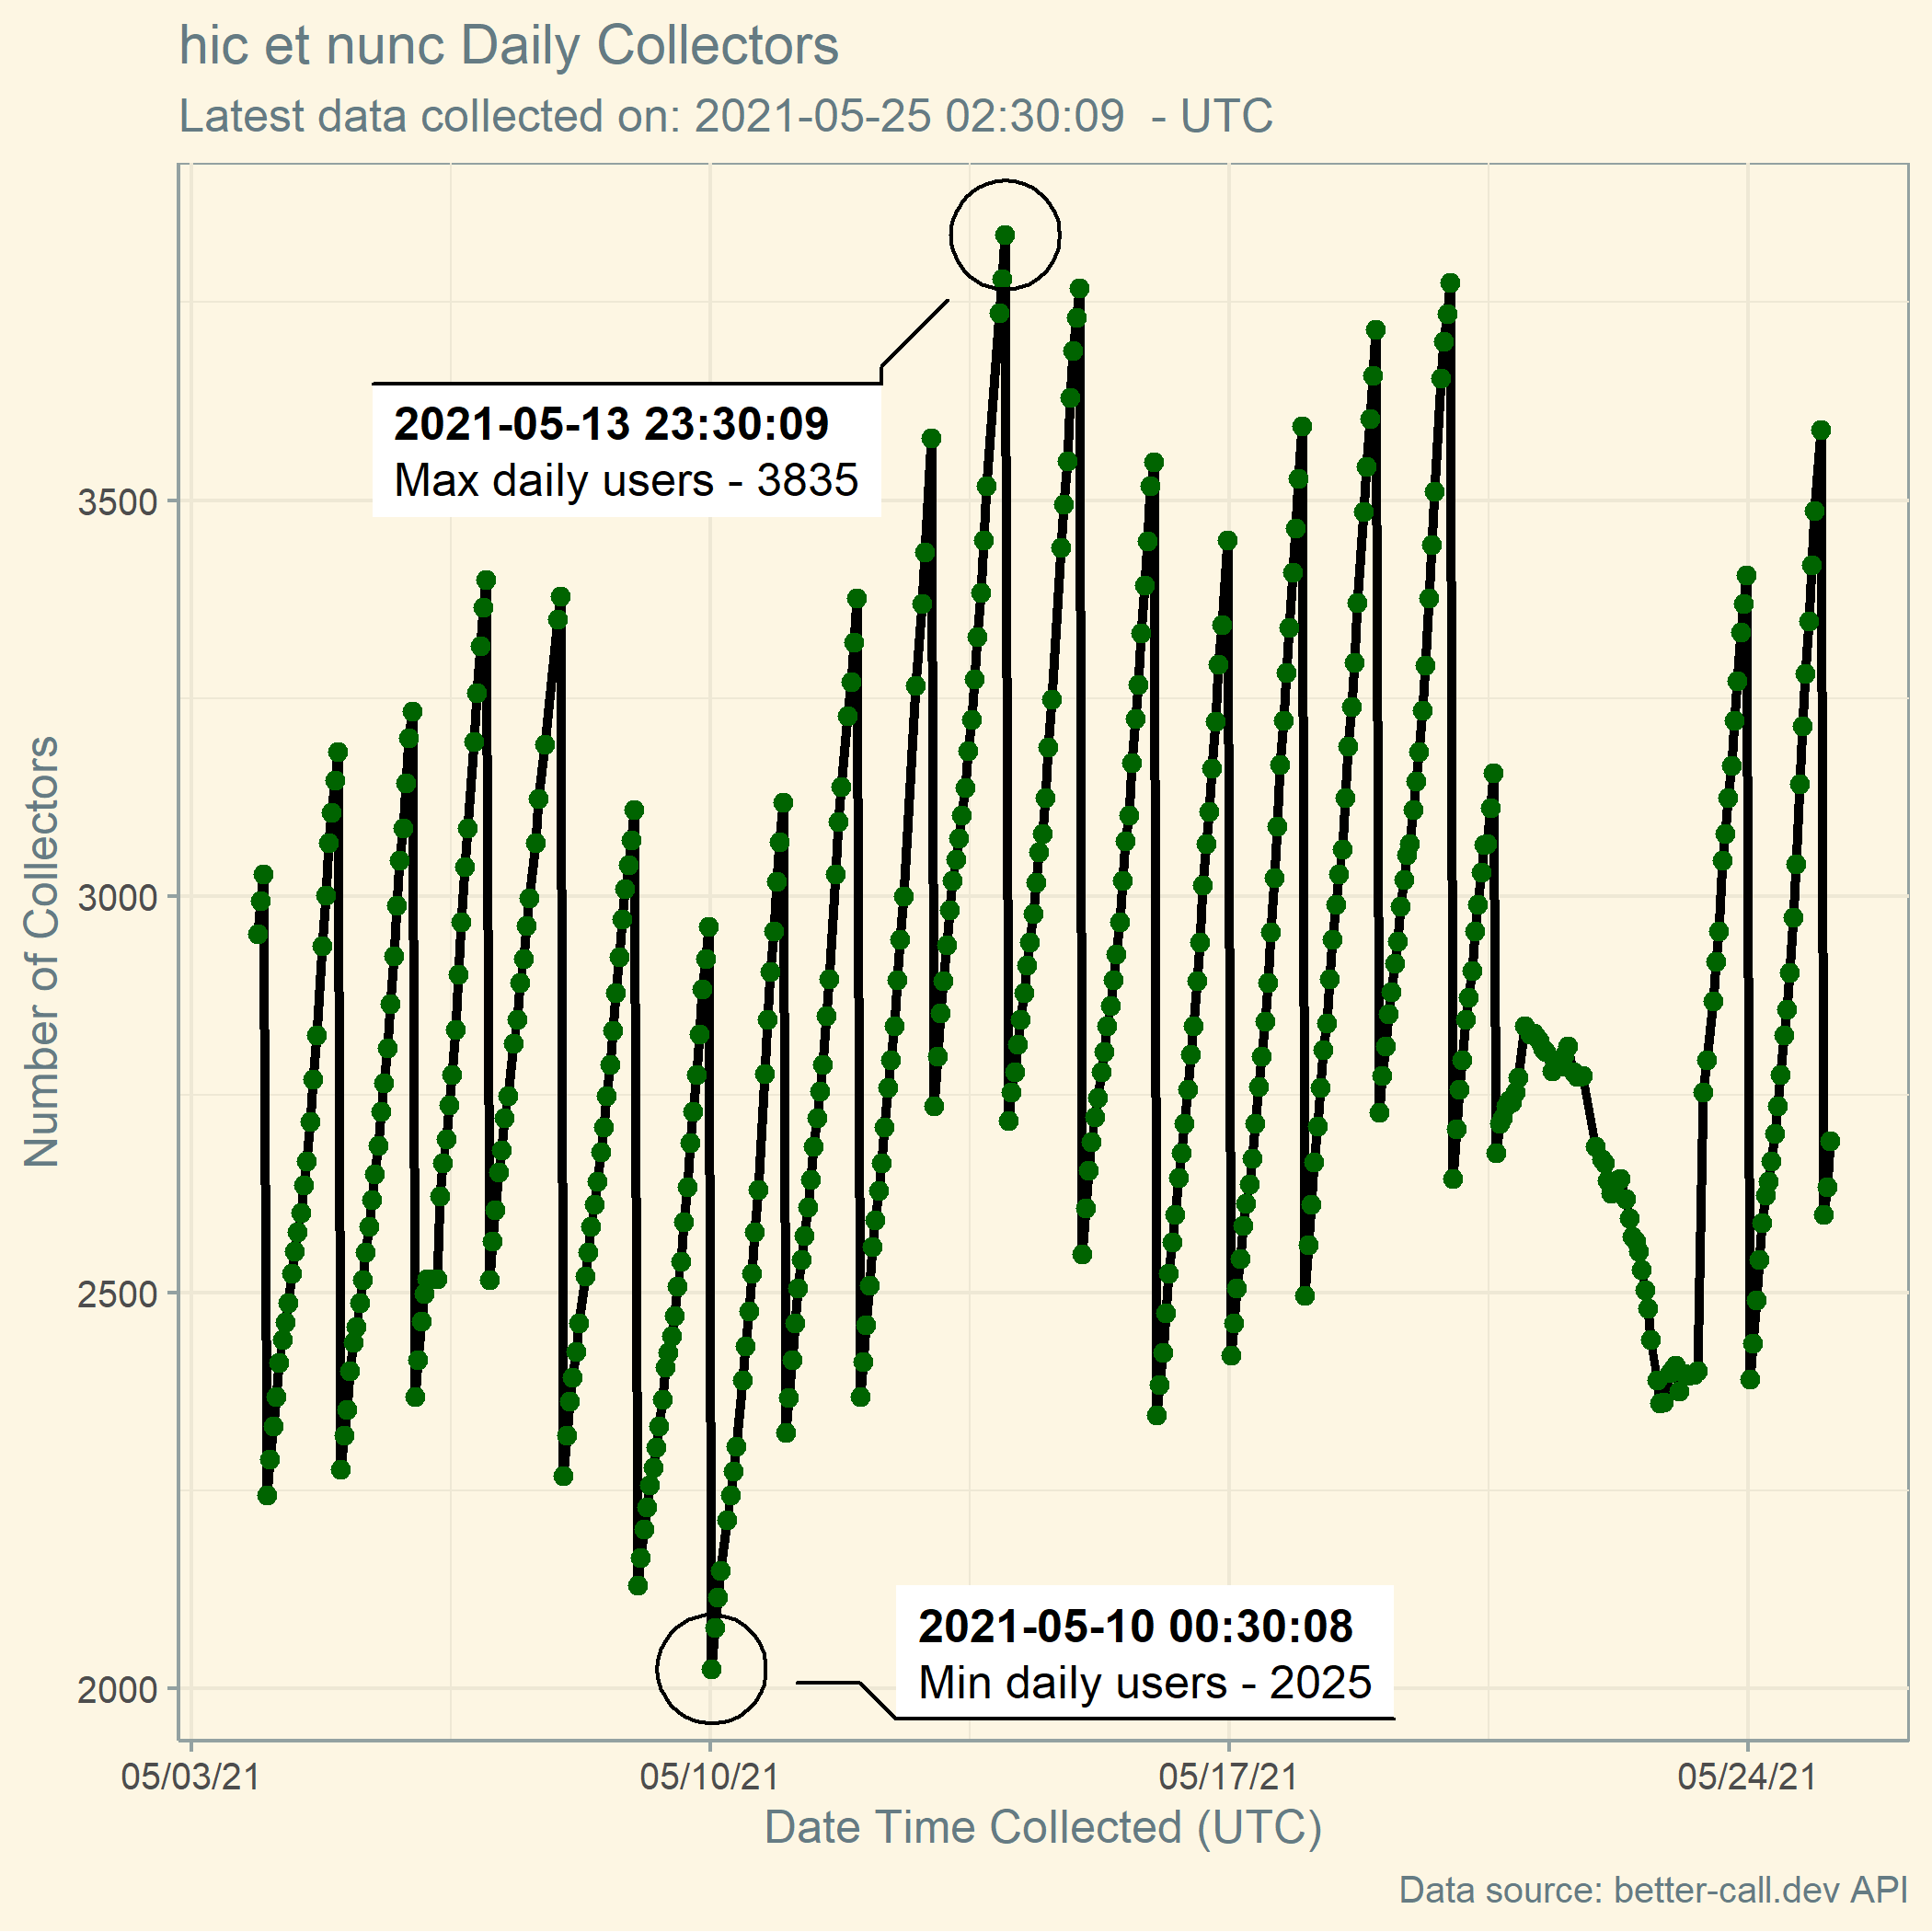 hic et nunc Daily Collectors
Latest data collected on: 2021-05-25 02:30:09  - UTC
2021-05-13 23:30:09
Max daily users - 3835
3500
Number of Collectors
3000
2500
2021-05-10 00:30:08
Min daily users - 2025
2000
05/03/21
05/10/21
05/17/21
05/24/21
Date Time Collected (UTC)
Data source: better-call.dev API